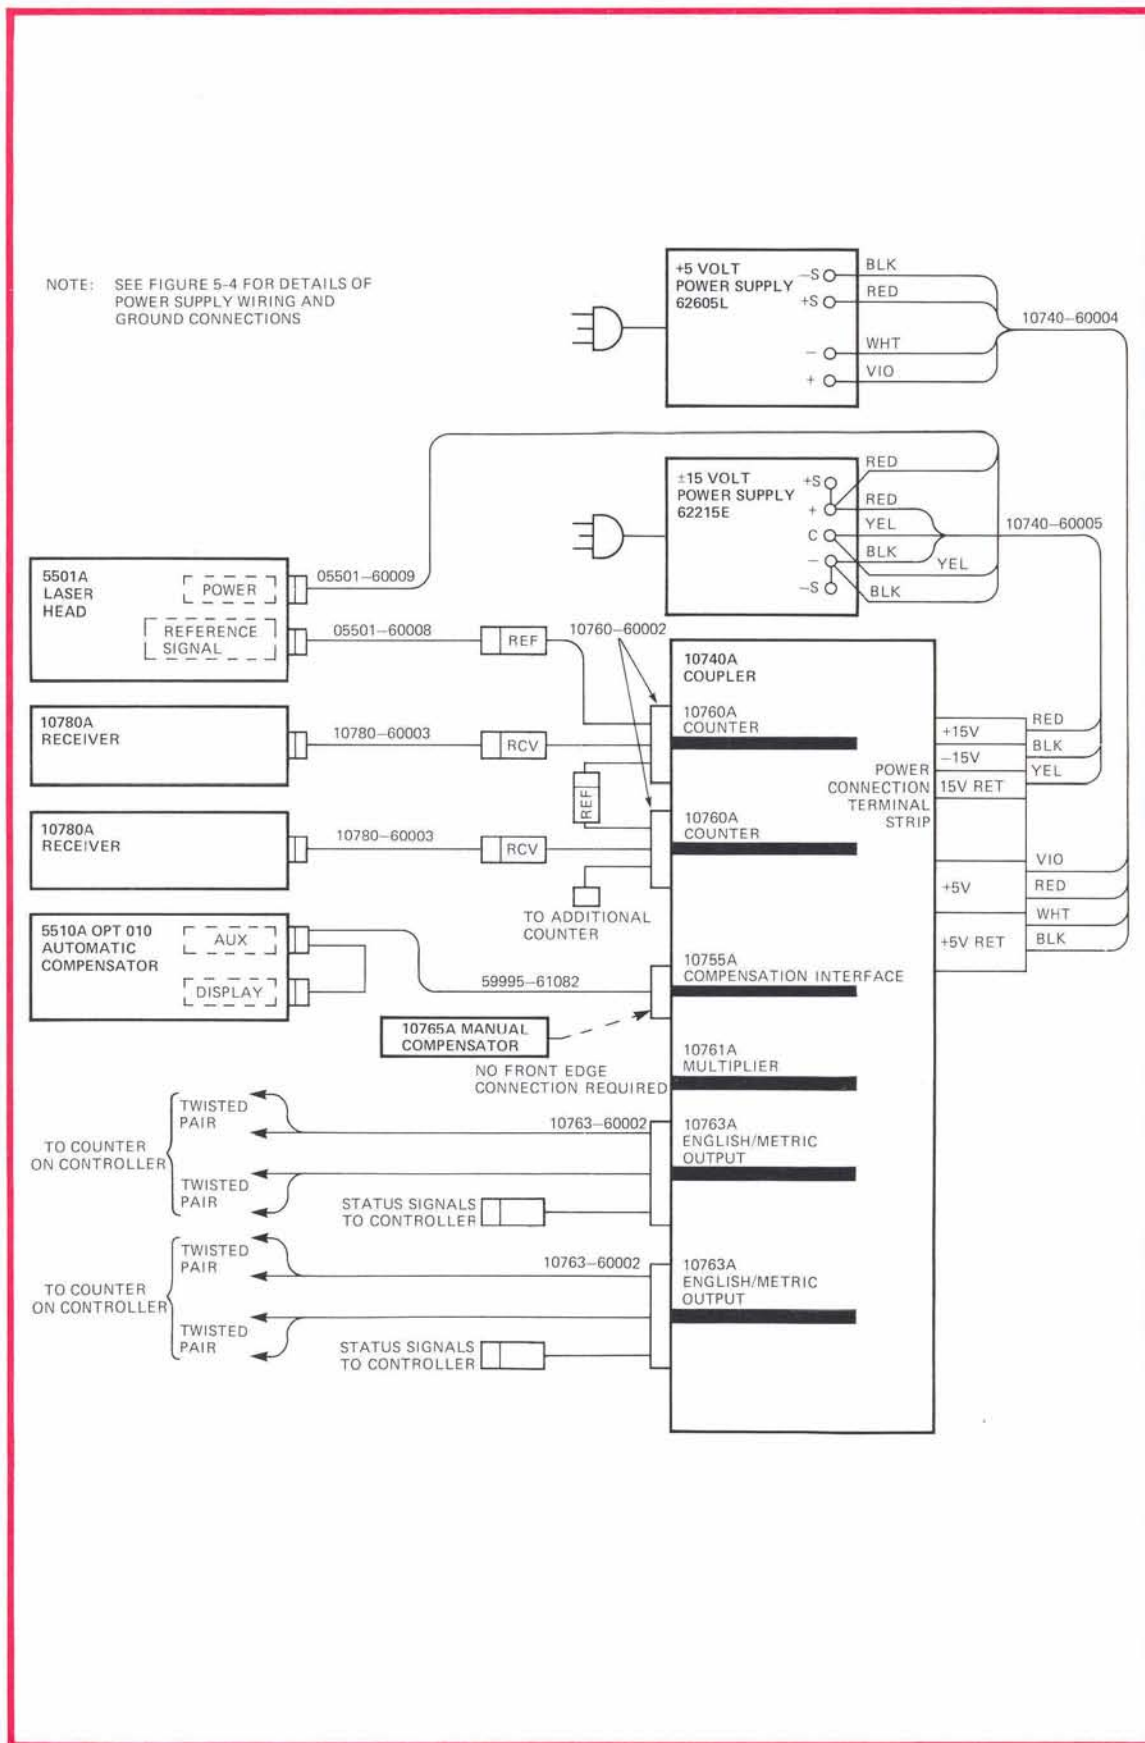 NOTE: SEE FIGURE 5-4 FOR DETAILS OF
POWER SUPPLY WIRING AND
GROUND CONNECTIONS
+5 VOLT
POWER SUPPLY
62605L
–S
+S
–
+
BLK
RED
WHT
VIO
10740–60004
±15 VOLT
POWER SUPPLY
62215E
+S
+
C
–
–S
RED
RED
YEL
BLK
YEL
BLK
10740–60005
5501A
LASER
HEAD
POWER
REFERENCE
SIGNAL
05501–60009
05501–60008
REF
10760–60002
10780A
RECEIVER
10780–60003
RCV
REF
10780A
RECEIVER
10780–60003
RCV
TO ADDITIONAL
COUNTER
5510A OPT 010
AUTOMATIC
COMPENSATOR
AUX
DISPLAY
59995–61082
10765A MANUAL
COMPENSATOR
NO FRONT EDGE
CONNECTION REQUIRED
10740A
COUPLER
10760A
COUNTER
10760A
COUNTER
10755A
COMPENSATION INTERFACE
10761A
MULTIPLIER
10763A
ENGLISH/METRIC
OUTPUT
10763A
ENGLISH/METRIC
OUTPUT
POWER
CONNECTION
TERMINAL
STRIP
+15V
–15V
15V RET
+5V
+5V RET
RED
BLK
YEL
VIO
RED
WHT
BLK
TO COUNTER
ON CONTROLLER
TWISTED
PAIR
TWISTED
PAIR
10763–60002
STATUS SIGNALS
TO CONTROLLER
TO COUNTER
ON CONTROLLER
TWISTED
PAIR
TWISTED
PAIR
10763–60002
STATUS SIGNALS
TO CONTROLLER